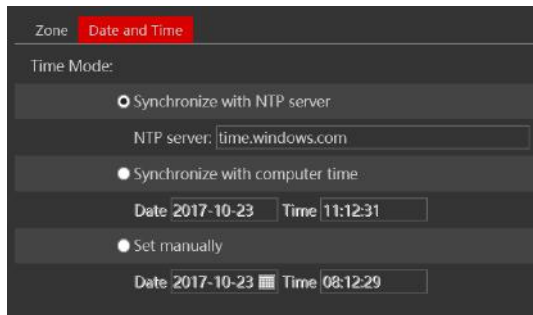 Zone Date and Time
Time Mode:
Synchronize with NTP server
NTP server: time.windows.com
Synchronize with computer time
Date 2017-10-23 Time 11:12:31
Set manually
Date 2017-10-23 Time 08:12:29